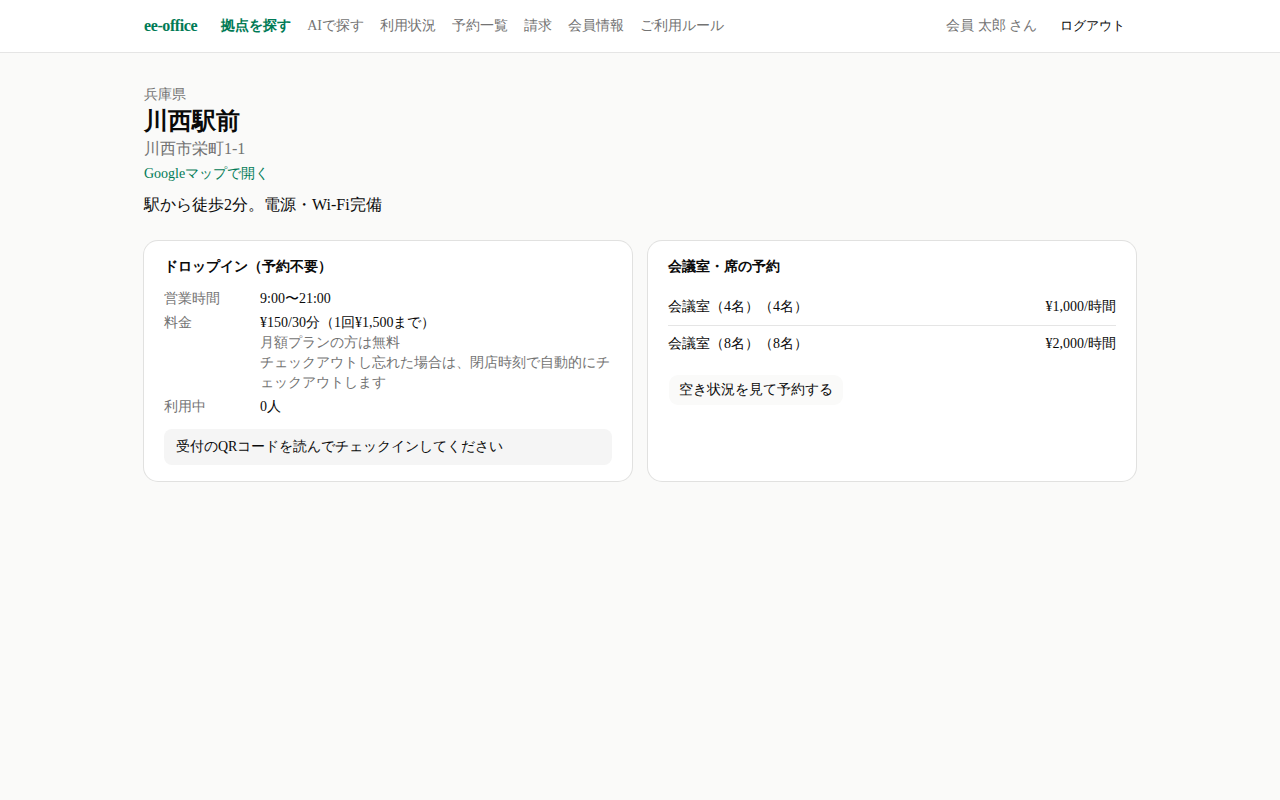 ee-office 拠点を探す AIで探す 利用状況 予約一覧 請求 会員情報 ご利用ルール 会員 太郎 さん ログアウト
兵庫県
川西駅前
川西市栄町1-1
Googleマップで開く
駅から徒歩2分。電源・Wi-Fi完備
ドロップイン（予約不要）
営業時間 9:00〜21:00
料金 ¥150/30分（1回¥1,500まで）
月額プランの方は無料
チェックアウトし忘れた場合は、閉店時刻で自動的にチ
ェックアウトします
利用中 0人
受付のQRコードを読んでチェックインしてください
会議室・席の予約
会議室（4名）（4名） ¥1,000/時間
会議室（8名）（8名） ¥2,000/時間
空き状況を見て予約する